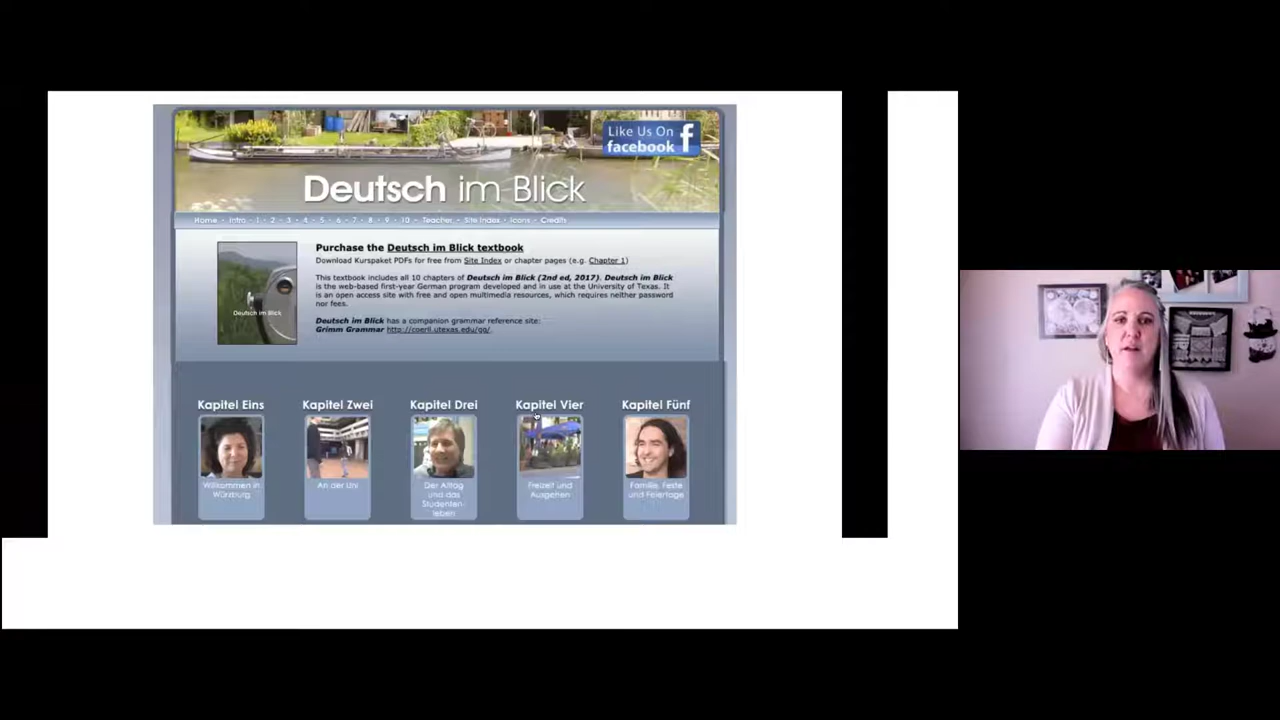 Like Us On
facebook f
Deutsch im Blick
Home • Intro • 1 • 2 • 3 • 4 • 5 • 6 • 7 • 8 • 9 • 10 • Teacher • Site Index • Icons • Credits
Purchase the Deutsch im Blick textbook
Download Kurspaket PDFs for free from Site Index or chapter pages (e.g. Chapter 1)
This textbook includes all 10 chapters of Deutsch im Blick (2nd ed, 2017). Deutsch im Blick
is the web-based first-year German program developed and in use at the University of Texas. It
is an open access site with free and open multimedia resources, which requires neither password
nor fees.
Deutsch im Blick
Deutsch im Blick has a companion grammar reference site:
Grimm Grammar http://coerll.utexas.edu/gg/.
Kapitel Eins
Kapitel Zwei
Kapitel Drei
Kapitel Vier
Kapitel Fünf
Willkommen in
Würzburg
An der Uni
Der Alltag
und das
Studenten-
leben
Freizeit und
Ausgehen
Familie, Feste
und Feiertage